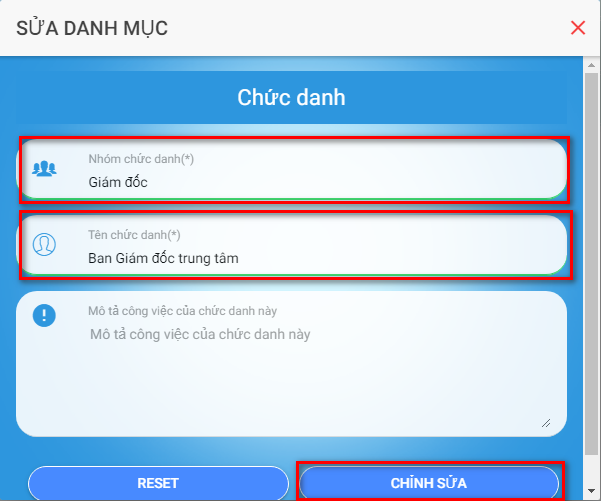 SỬA DANH MỤC
Chức danh
Nhóm chức danh(*)
Giám đốc
Tên chức danh(*)
Ban Giám đốc trung tâm
Mô tả công việc của chức danh này
Mô tả công việc của chức danh này
RESET
CHỈNH SỬA